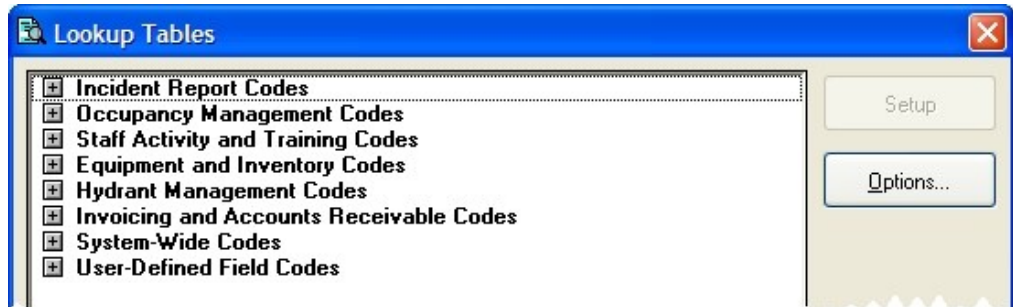 Lookup Tables
Incident Report Codes
Occupancy Management Codes
Staff Activity and Training Codes
Equipment and Inventory Codes
Hydrant Management Codes
Invoicing and Accounts Receivable Codes
System-Wide Codes
User-Defined Field Codes
Setup
Options...